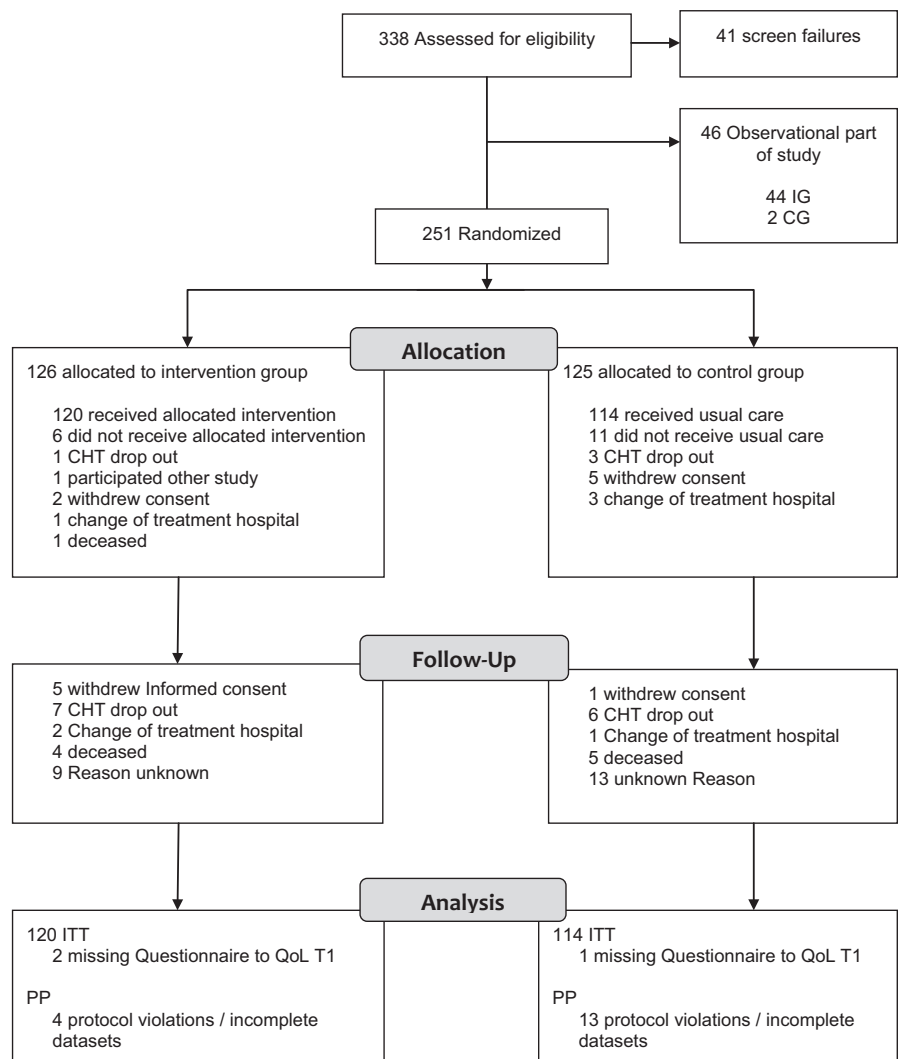 338 Assessed for eligibility
41 screen failures
46 Observational part
of study
44 IG
2 CG
251 Randomized
Allocation
126 allocated to intervention group
120 received allocated intervention
6 did not receive allocated intervention
1 CHT drop out
1 participated other study
2 withdrew consent
1 change of treatment hospital
1 deceased
125 allocated to control group
114 received usual care
11 did not receive usual care
3 CHT drop out
5 withdrew consent
3 change of treatment hospital
Follow-Up
5 withdrew Informed consent
7 CHT drop out
2 Change of treatment hospital
4 deceased
9 Reason unknown
1 withdrew consent
6 CHT drop out
1 Change of treatment hospital
5 deceased
13 unknown Reason
Analysis
120 ITT
2 missing Questionnaire to QoL T1
PP
4 protocol violations / incomplete
datasets
114 ITT
1 missing Questionnaire to QoL T1
PP
13 protocol violations / incomplete
datasets